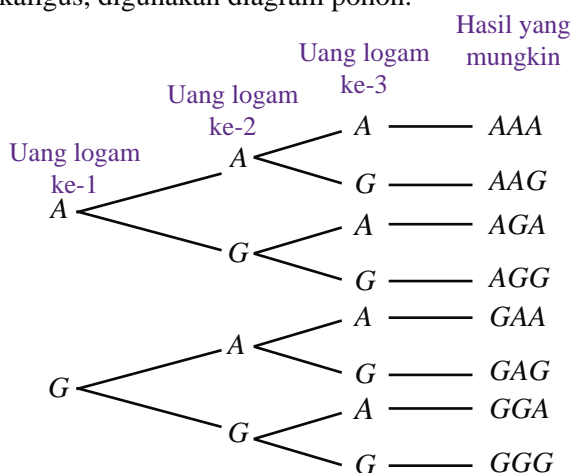 kaligus, digunakan diagram pohon.
Hasil yang
mungkin
Uang logam
ke-3
Uang logam
ke-2
Uang logam
ke-1
A
A
A
AAA
G
AAG
G
A
AGA
G
AGG
G
A
A
GAA
G
GAG
G
A
GGA
G
GGG